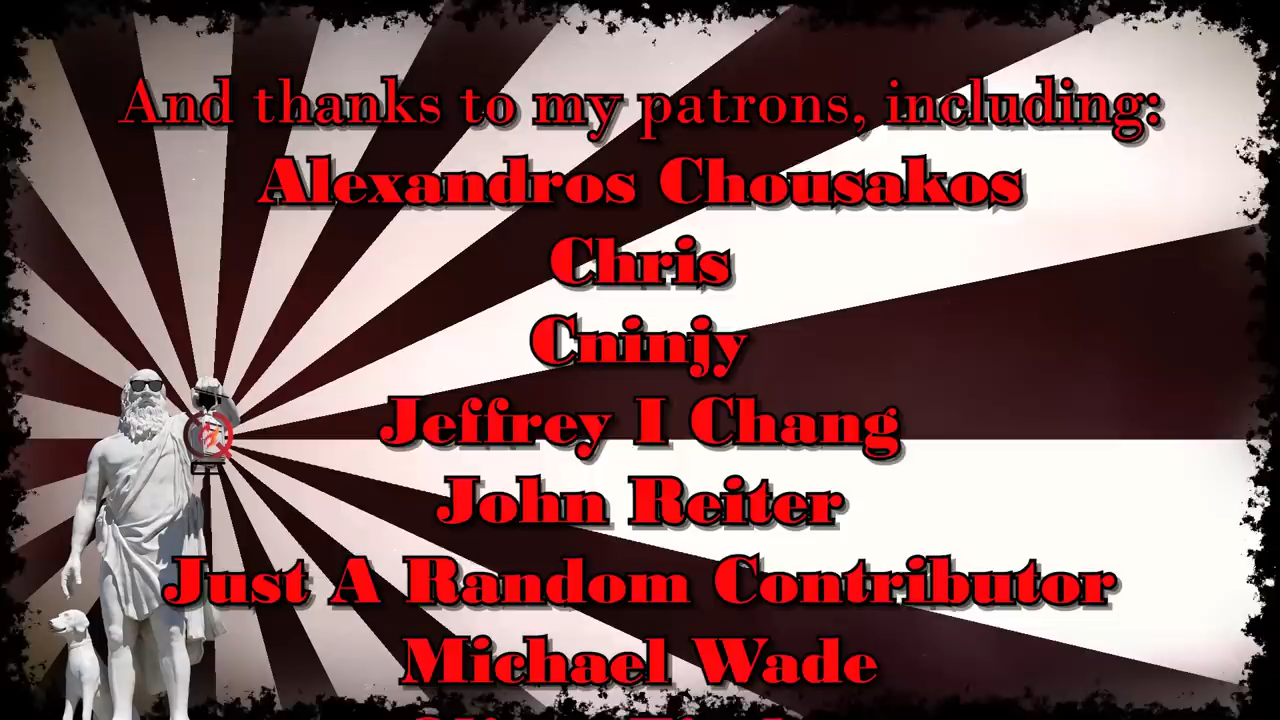 And thanks to my patrons, including:
Alexandros Chousakos
Chris
Cninjy
Jeffrey I Chang
John Reiter
Just A Random Contributor
Michael Wade